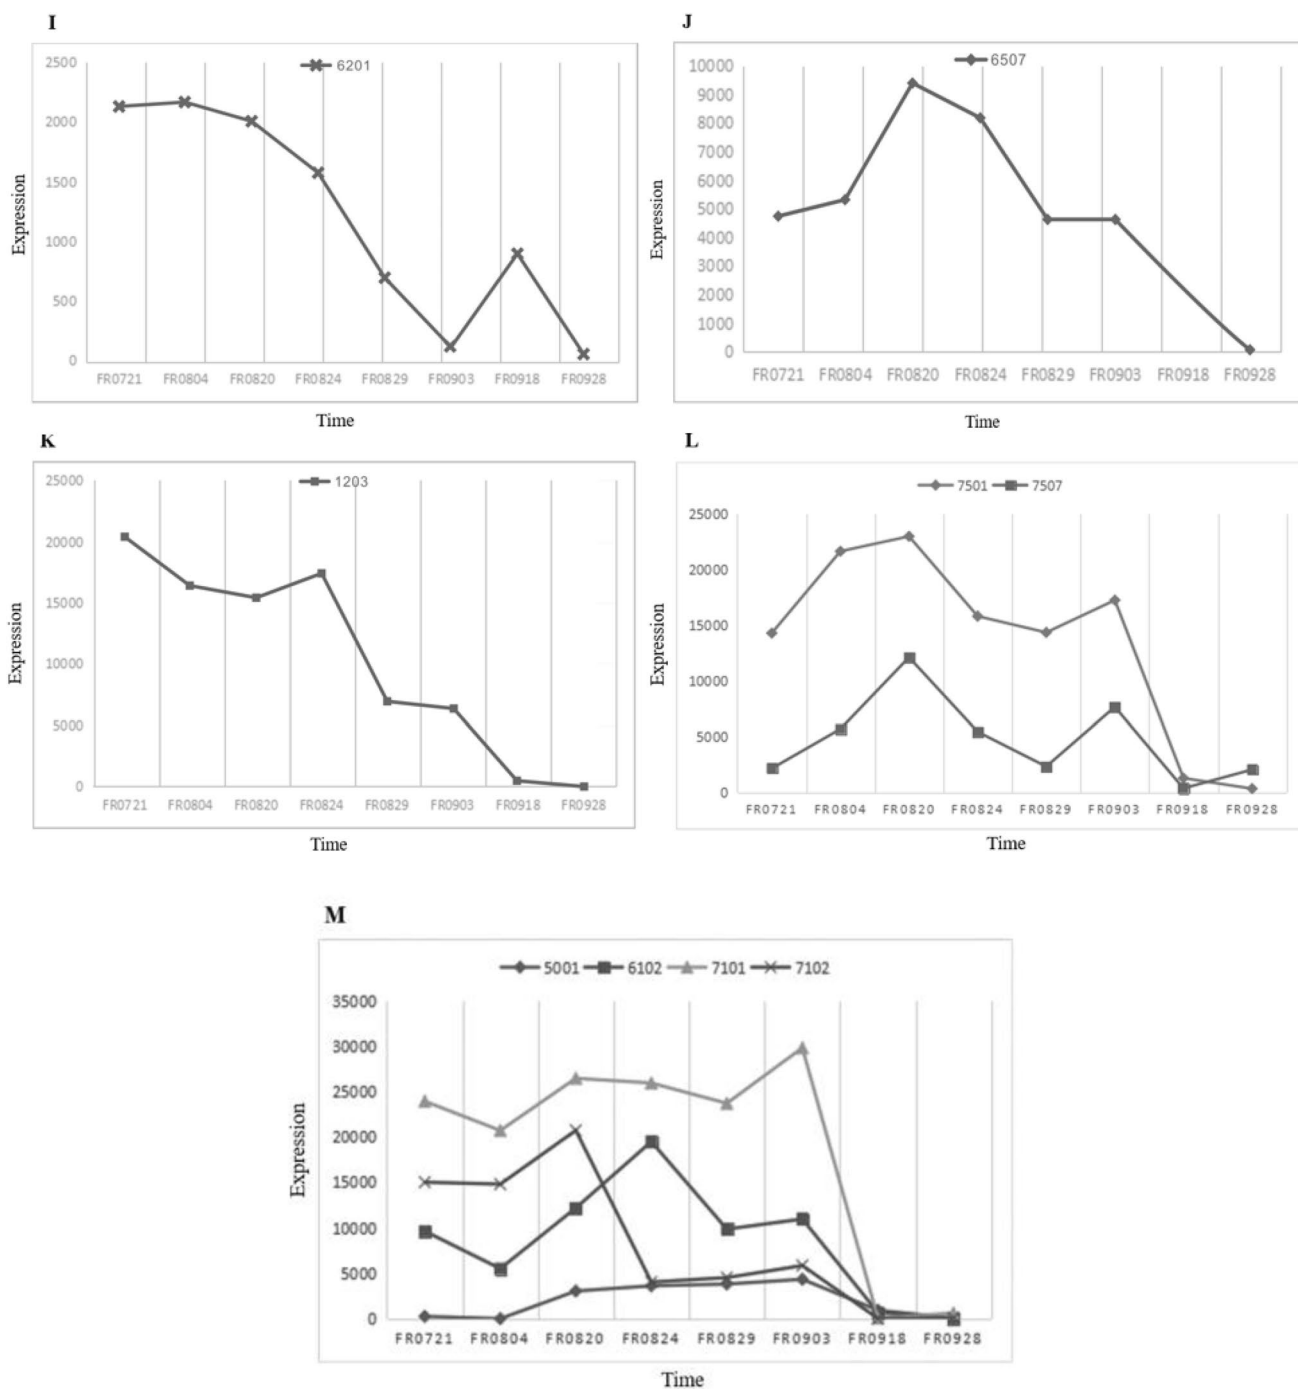 I
6201
2500
2000
1500
1000
500
0
Expression
FR0721 FR0804 FR0820 FR0824 FR0829 FR0903 FR0918 FR0928
Time
J
6507
10000
9000
8000
7000
6000
5000
4000
3000
2000
1000
0
Expression
FR0721 FR0804 FR0820 FR0824 FR0829 FR0903 FR0918 FR0928
Time
K
1203
25000
20000
15000
10000
5000
0
Expression
FR0721 FR0804 FR0820 FR0824 FR0829 FR0903 FR0918 FR0928
Time
L
7501 7507
25000
20000
15000
10000
5000
0
Expression
FR0721 FR0804 FR0820 FR0824 FR0829 FR0903 FR0918 FR0928
Time
M
5001 6102 7101 7102
35000
30000
25000
20000
15000
10000
5000
0
Expression
FR0721 FR0804 FR0820 FR0824 FR0829 FR0903 FR0918 FR0928
Time